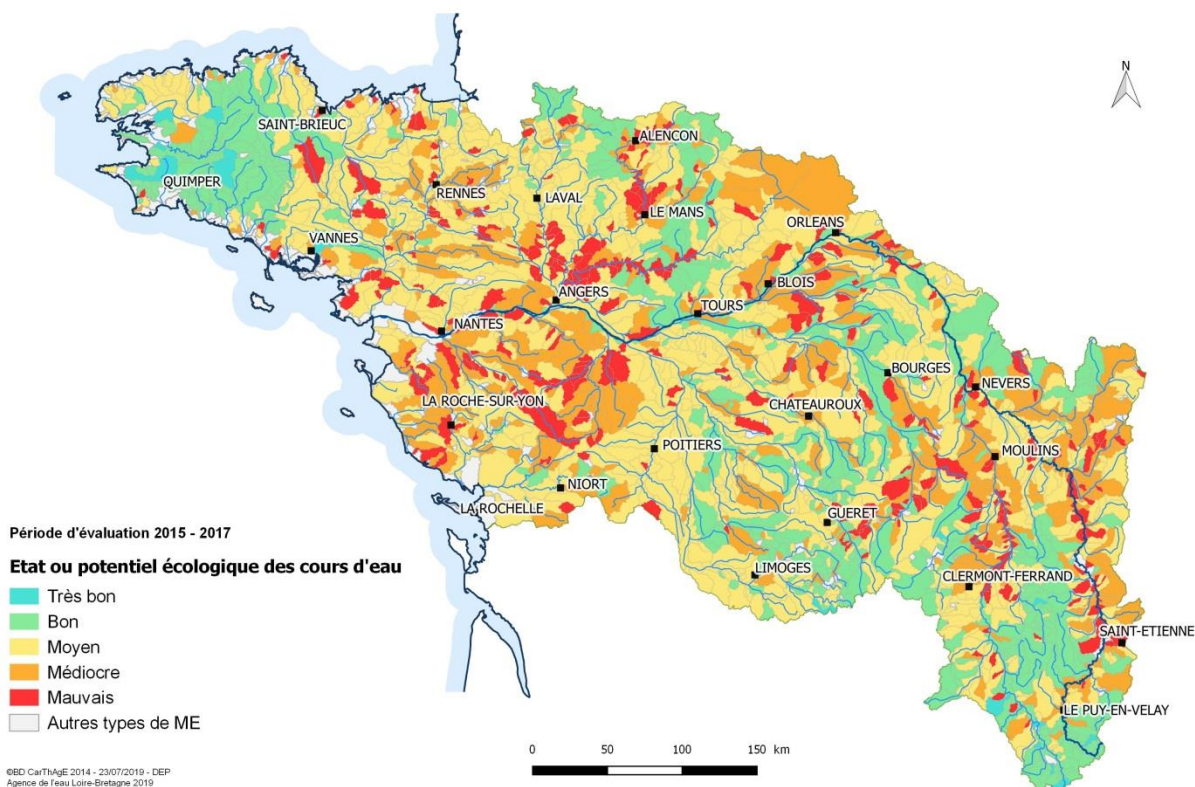 N
SAINT-BRIEUC
ALENCON
QUIMPER
RENNES
LAVAL
LE MANS
ORLEANS
VANNES
BLOIS
ANGERS
TOURS
NANTES
BOURGES
NEVERS
LA ROCHE-SUR-YON
CHATEAUROUX
POITIERS
MOULINS
NIORT
LA ROCHELLE
GUERET
LIMOGES
CLERMONT-FERRAND
SAINT-ETIENNE
LE PUY-EN-VELAY
Période d'évaluation 2015 - 2017
Etat ou potentiel écologique des cours d'eau
Très bon
Bon
Moyen
Médiocre
Mauvais
Autres types de ME
0 50 100 150 km
©BD CarThAgE 2014 - 23/07/2019 - DEP
Agence de l'eau Loire-Bretagne 2019